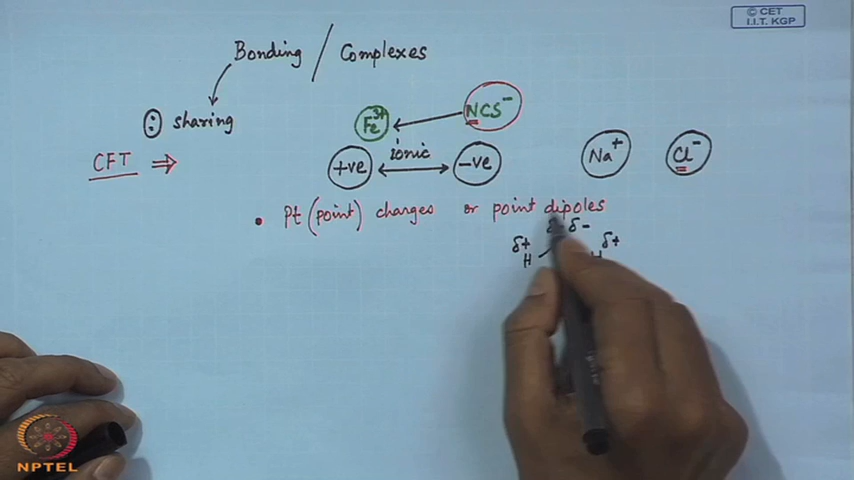 © CET
I.I.T. KGP
Bonding / Complexes
: sharing
Fe³⁺ NCS⁻
CFT ⇒ +ve ionic -ve Na⁺ Cl⁻
• Pt (point) charges or point dipoles
δ- δ-
δ+ δ+
H H
NPTEL